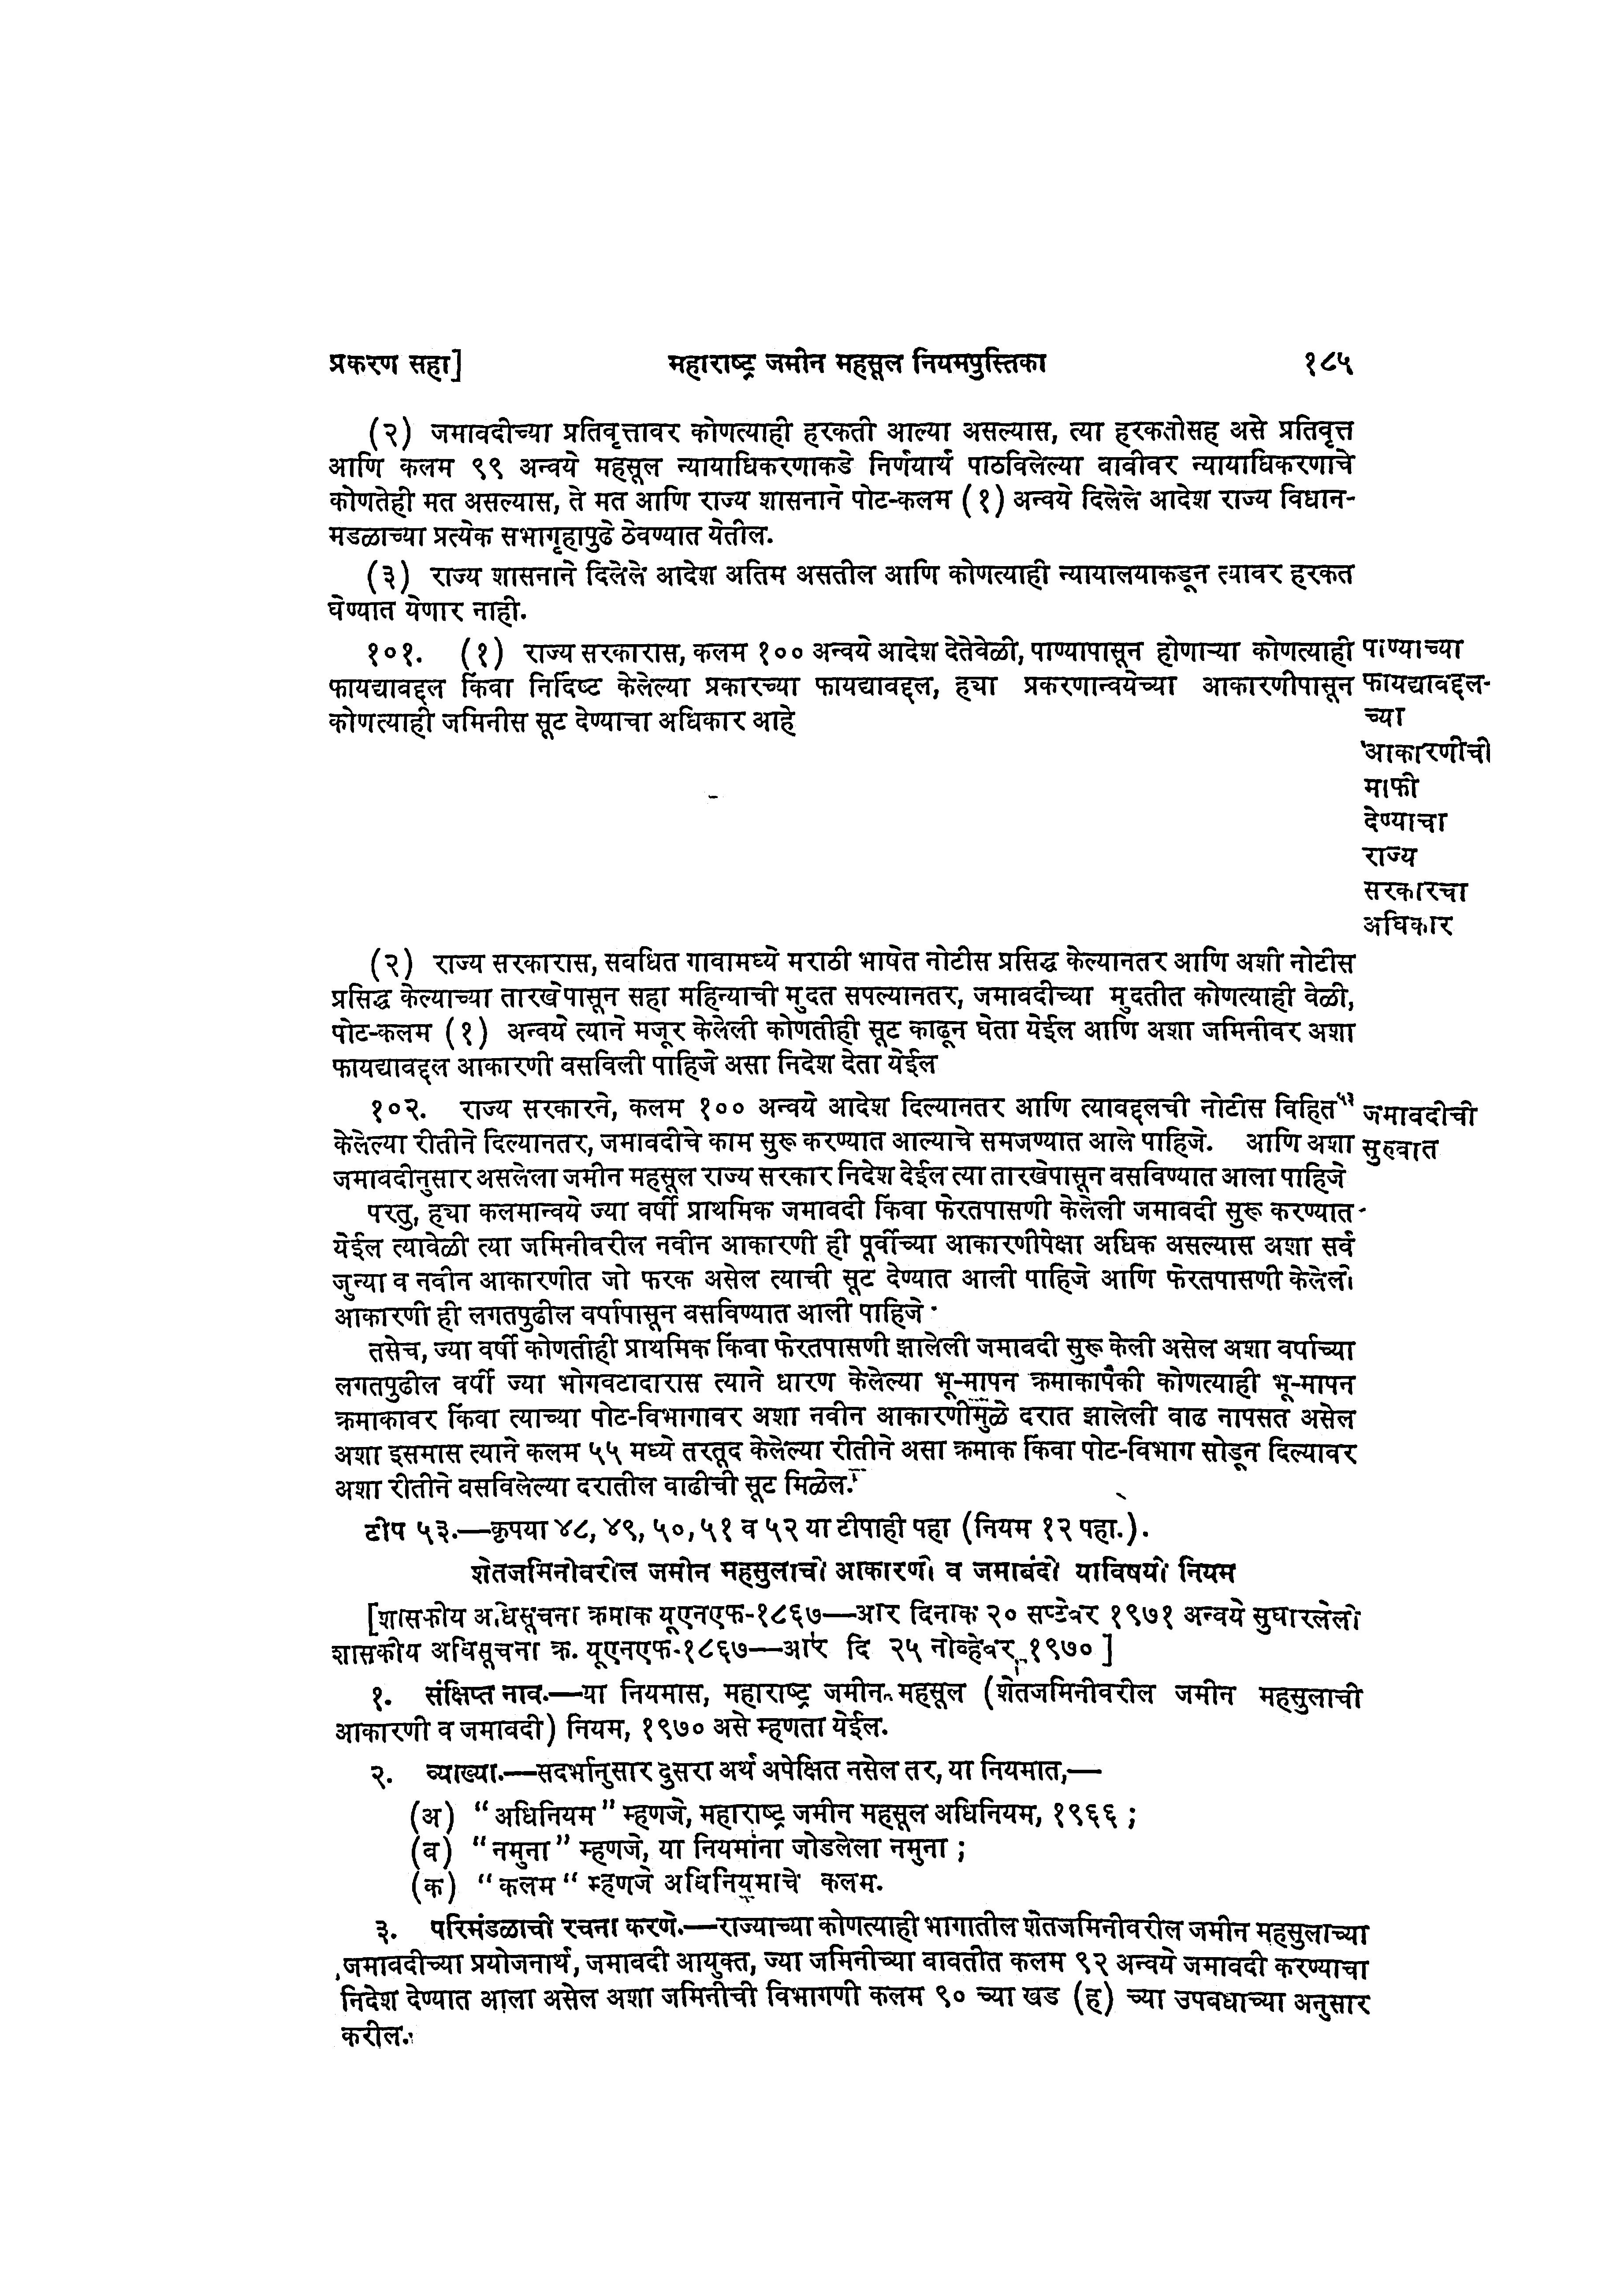 प्रकरण सहा] महाराष्ट्र जमीन महसूल नियमपुस्तिका १८५
(२) जमावदीच्या प्रतिवृत्तावर कोणत्याही हरकती आल्या असल्यास, त्या हरकतीसह असे प्रतिवृत्त
आणि कलम ९९ अन्वये महसूल न्यायाधिकरणाकडे निर्णयार्थ पाठविलेल्या वावीवर न्यायाधिकरणाचे
कोणतेही मत असल्यास, ते मत आणि राज्य शासनाने पोट-कलम (१) अन्वये दिलेले आदेश राज्य विधान-
मडळाच्या प्रत्येक सभागृहापुढे ठेवण्यात येतील.
(३) राज्य शासनाने दिलेले आदेश अतिम असतील आणि कोणत्याही न्यायालयाकडून त्यावर हरकत
घेण्यात येणार नाही.
१०१. (१) राज्य सरकारास, कलम १०० अन्वये आदेश देतेवेळी, पाण्यापासून होणाऱ्या कोणत्याही
फायद्यावद्दल किंवा निर्दिष्ट केलेल्या प्रकारच्या फायद्यावद्दल, ह्या प्रकरणान्वयेच्या आकारणीपासून
कोणत्याही जमिनीस सूट देण्याचा अधिकार आहे
पाण्याच्या
फायद्यावद्दल-
च्या
आकारणीची
माफी
देण्याचा
राज्य
सरकारचा
अधिकार
(२) राज्य सरकारास, सवधित गावामध्ये मराठी भाषेत नोटीस प्रसिद्ध केल्यानतर आणि अशी नोटीस
प्रसिद्ध केल्याच्या तारखेपासून सहा महिन्याची मुदत सपल्यानतर, जमावदीच्या मुदतीत कोणत्याही वेळी,
पोट-कलम (१) अन्वये त्याने मजूर केलेली कोणतीही सूट काढून घेता येईल आणि अशा जमिनीवर अशा
फायद्यावद्दल आकारणी वसविली पाहिजे असा निदेश देता येईल
१०२. राज्य सरकारने, कलम १०० अन्वये आदेश दिल्यानतर आणि त्यावद्दलची नोटीस विहित५३
केलेल्या रीतीने दिल्यानतर, जमावदीचे काम सुरू करण्यात आल्याचे समजण्यात आले पाहिजे. आणि अशा
जमावदीनुसार असलेला जमीन महसूल राज्य सरकार निदेश देईल त्या तारखेपासून वसविण्यात आला पाहिजे
जमावदीची
सुरुवात
परतु, ह्या कलमान्वये ज्या वर्षी प्राथमिक जमावदी किंवा फेरतपासणी केलेली जमावदी सुरू करण्यात
येईल त्यावेळी त्या जमिनीवरील नवीन आकारणी ही पूर्वीच्या आकारणीपेक्षा अधिक असल्यास अशा सर्व
जुन्या व नवीन आकारणीत जो फरक असेल त्याची सूट देण्यात आली पाहिजे आणि फेरतपासणी केलेली
आकारणी ही लगतपुढील वर्षापासून वसविण्यात आली पाहिजे
तसेच, ज्या वर्षी कोणतीही प्राथमिक किंवा फेरतपासणी झालेली जमावदी सुरू केली असेल अशा वर्षाच्या
लगतपुढील वर्षी ज्या भोगवटादारास त्याने धारण केलेल्या भू-मापन क्रमाकापैकी कोणत्याही भू-मापन
क्रमाकावर किंवा त्याच्या पोट-विभागावर अशा नवीन आकारणीमुळे दरात झालेली वाढ नापसत असेल
अशा इसमास त्याने कलम ५५ मध्ये तरतूद केलेल्या रीतीने असा क्रमाक किंवा पोट-विभाग सोडून दिल्यावर
अशा रीतीने वसविलेल्या दरातील वाढीची सूट मिळेल.
टीप ५३.—कृपया ४८, ४९, ५०, ५१ व ५२ या टीपाही पहा (नियम १२ पहा.).
शेतजमिनीवरील जमीन महसुलाची आकारणी व जमाबंदी याविषयी नियम
[शासकीय अधिसूचना क्रमाक यूएनएफ-१८६७—आर दिनाक २० सप्टेवर १९७१ अन्वये सुधारलेली
शासकीय अधिसूचना क्र. यूएनएफ-१८६७—आर दि २५ नोव्हेवर, १९७०]
१. संक्षिप्त नाव.—या नियमास, महाराष्ट्र जमीन महसूल (शेतजमिनीवरील जमीन महसुलाची
आकारणी व जमावदी) नियम, १९७० असे म्हणता येईल.
२. व्याख्या.—सदर्भानुसार दुसरा अर्थ अपेक्षित नसेल तर, या नियमात,—
(अ) “अधिनियम” म्हणजे, महाराष्ट्र जमीन महसूल अधिनियम, १९६६ ;
(व) “नमुना” म्हणजे, या नियमांना जोडलेला नमुना ;
(क) “कलम“ म्हणजे अधिनियमाचे कलम.
३. परिमंडळाची रचना करणे.—राज्याच्या कोणत्याही भागातील शेतजमिनीवरील जमीन महसुलाच्या
जमावदीच्या प्रयोजनार्थ, जमावदी आयुक्त, ज्या जमिनीच्या वावतीत कलम ९२ अन्वये जमावदी करण्याचा
निदेश देण्यात आला असेल अशा जमिनीची विभागणी कलम ९० च्या खड (ह) च्या उपवधाच्या अनुसार
करील.